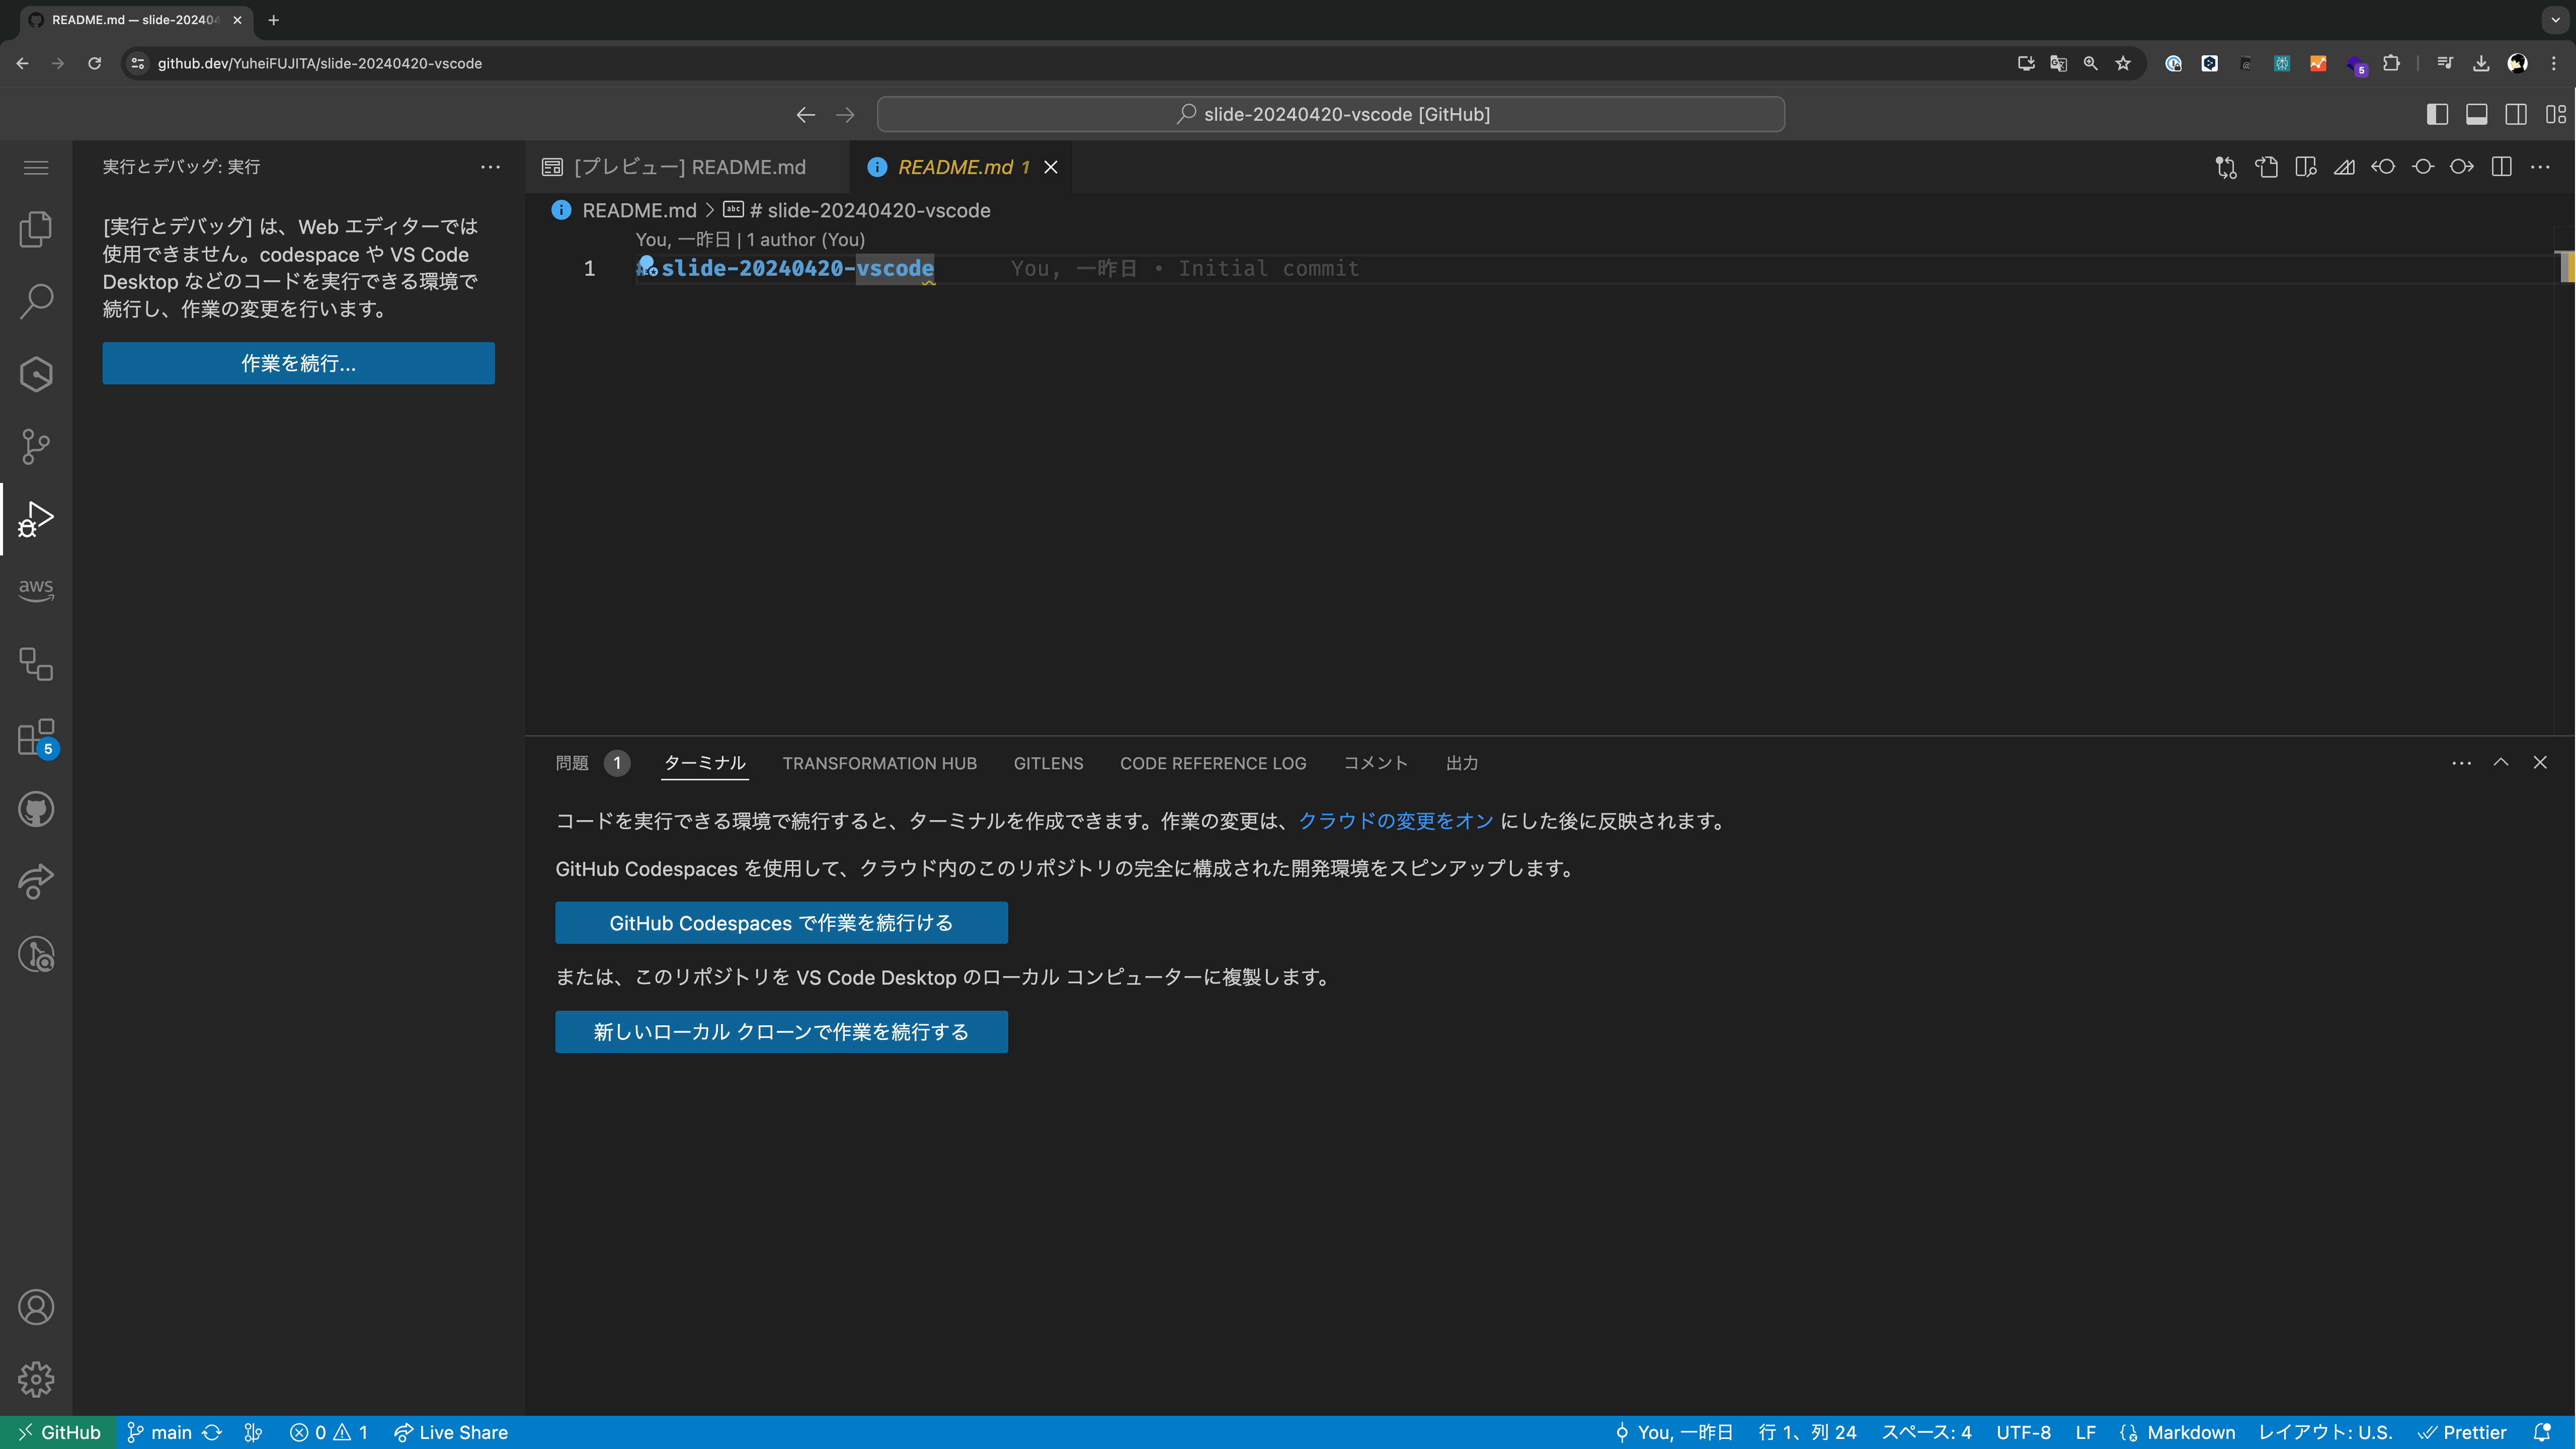 README.md — slide-20240
github.dev/YuheiFUJITA/slide-20240420-vscode
5
slide-20240420-vscode [GitHub]
実行とデバッグ: 実行
[プレビュー] README.md
README.md 1
[実行とデバッグ] は、Web エディターでは
使用できません。codespace や VS Code
Desktop などのコードを実行できる環境で
続行し、作業の変更を行います。
作業を続行...
README.md > # slide-20240420-vscode
You, 一昨日 | 1 author (You)
1 # slide-20240420-vscode You, 一昨日 • Initial commit
aws
5
問題 1 ターミナル TRANSFORMATION HUB GITLENS CODE REFERENCE LOG コメント 出力
コードを実行できる環境で続行すると、ターミナルを作成できます。作業の変更は、クラウドの変更をオン にした後に反映されます。
GitHub Codespaces を使用して、クラウド内のこのリポジトリの完全に構成された開発環境をスピンアップします。
GitHub Codespaces で作業を続行ける
または、このリポジトリを VS Code Desktop のローカル コンピューターに複製します。
新しいローカル クローンで作業を続行する
GitHub main 0 1 Live Share You, 一昨日 行 1、列 24 スペース: 4 UTF-8 LF Markdown レイアウト: U.S. Prettier